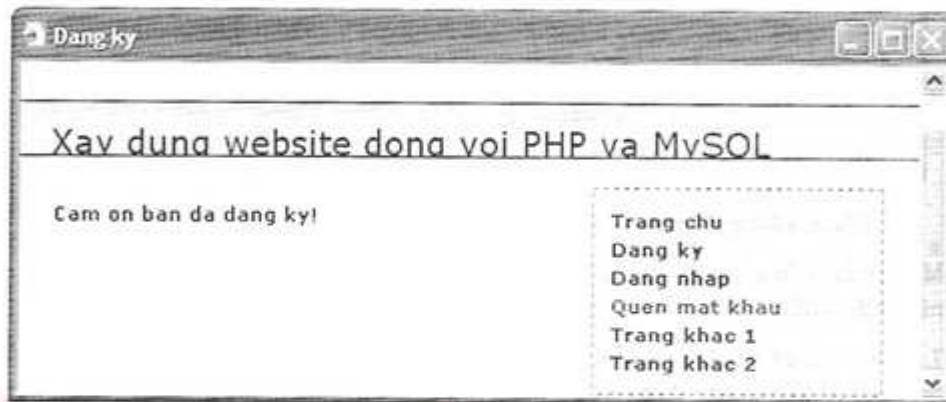 Dang ky
Xay dung website dong voi PHP va MySQL
Cam on ban da dang ky!
Trang chu
Dang ky
Dang nhap
Quen mat khau
Trang khac 1
Trang khac 2